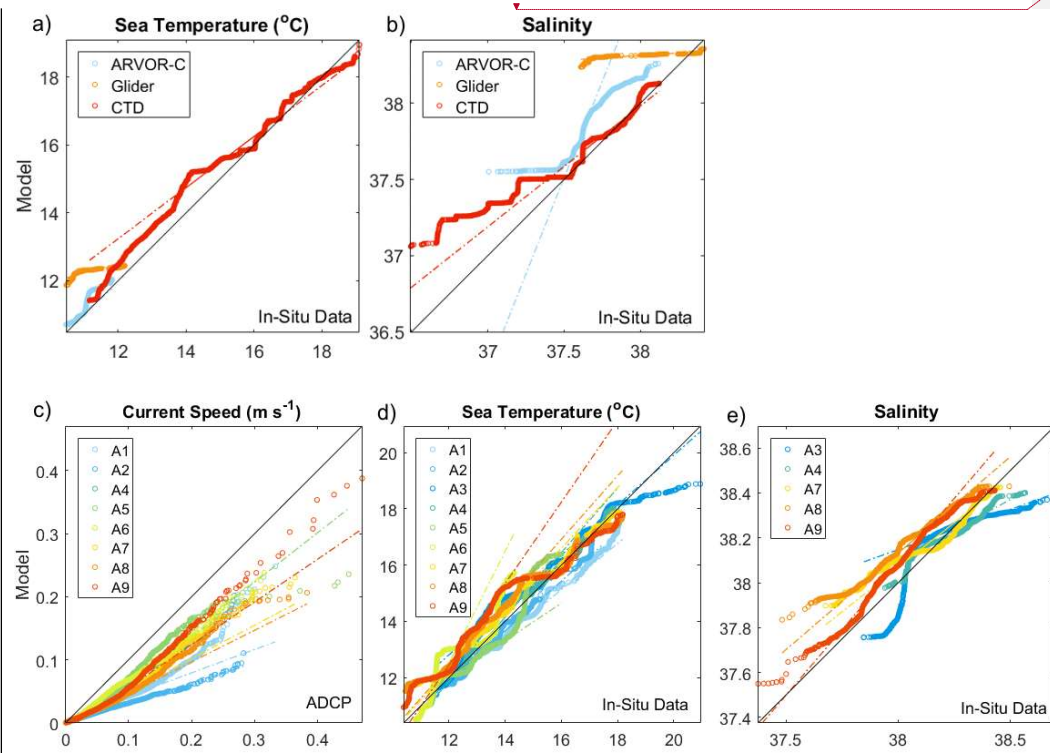 a)
Sea Temperature (°C)
ARVOR-C
Glider
CTD
18
16
14
12
Model
In-Situ Data
12 14 16 18
b)
Salinity
ARVOR-C
Glider
CTD
38
37.5
37
36.5
In-Situ Data
37 37.5 38
c)
Current Speed (m s⁻¹)
A1
A2
A4
A5
A6
A7
A8
A9
0.4
0.3
0.2
0.1
0
Model
ADCP
0 0.1 0.2 0.3 0.4
d)
Sea Temperature (°C)
A1
A2
A3
A4
A5
A6
A7
A8
A9
20
18
16
14
12
In-Situ Data
12 14 16 18 20
e)
Salinity
A3
A4
A7
A8
A9
38.6
38.4
38.2
38
37.8
37.6
37.4
In-Situ Data
37.5 38 38.5